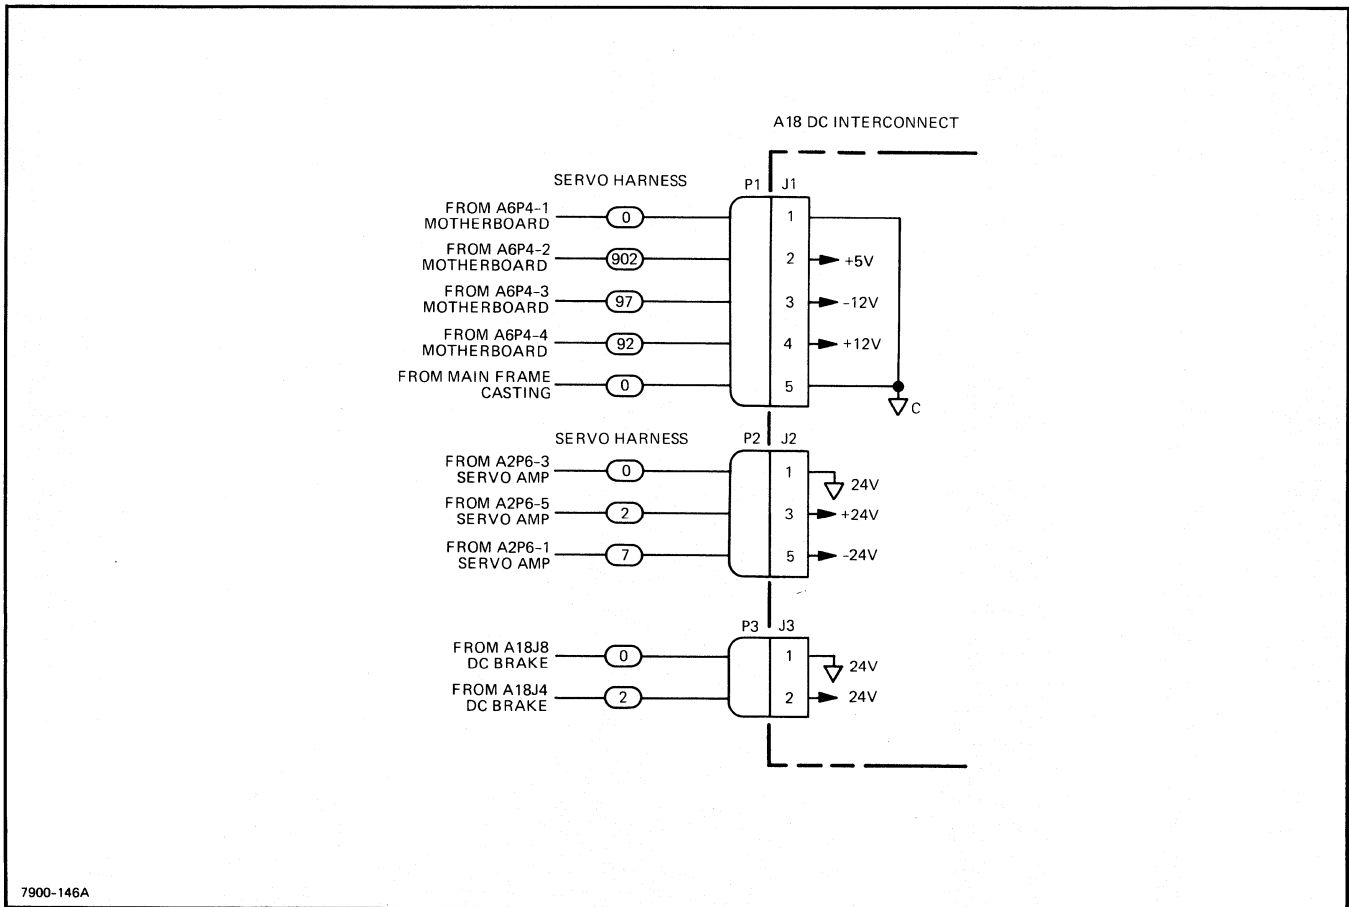 A18 DC INTERCONNECT
SERVO HARNESS
P1 J1
FROM A6P4-1
MOTHERBOARD
0
1
FROM A6P4-2
MOTHERBOARD
902
2
+5V
FROM A6P4-3
MOTHERBOARD
97
3
-12V
FROM A6P4-4
MOTHERBOARD
92
4
+12V
FROM MAIN FRAME
CASTING
0
5
C
SERVO HARNESS
P2 J2
FROM A2P6-3
SERVO AMP
0
1
24V
FROM A2P6-5
SERVO AMP
2
3
+24V
FROM A2P6-1
SERVO AMP
7
5
-24V
P3 J3
FROM A18J8
DC BRAKE
0
1
24V
FROM A18J4
DC BRAKE
2
2
24V
7900-146A